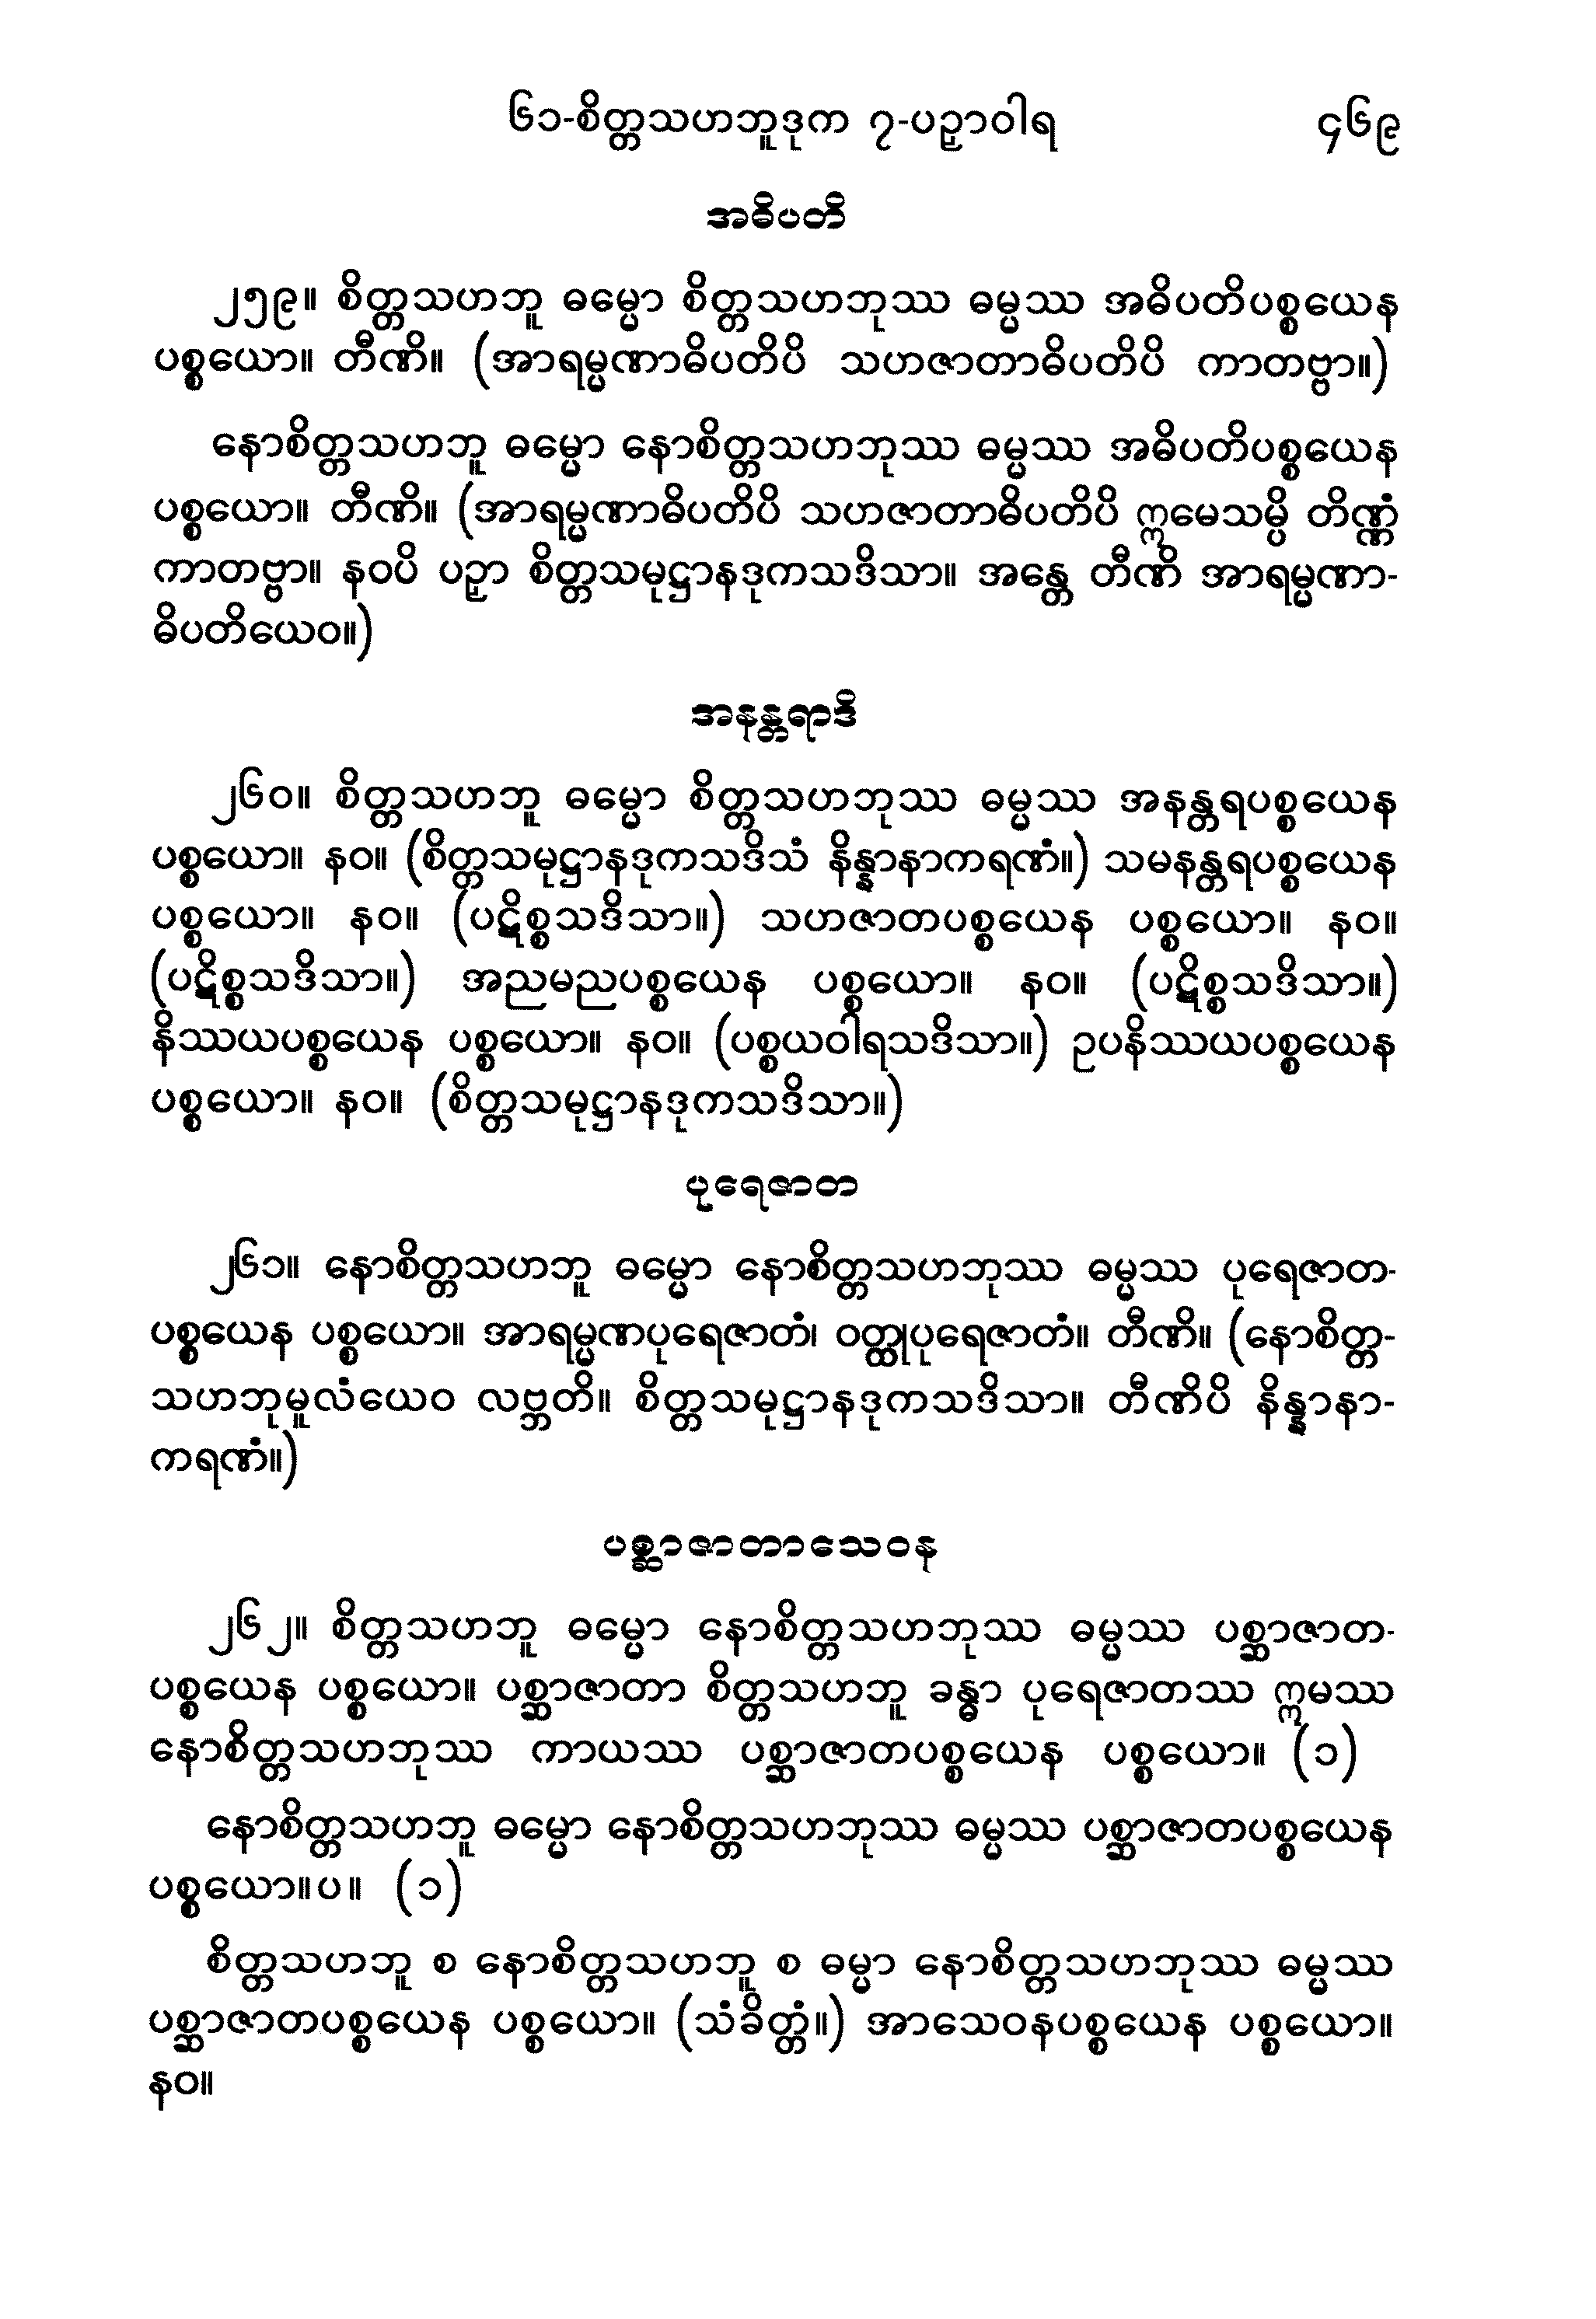 ၆၁-စိတ္တသဟဘူဒုက ၇-ပဉှာဝါရ ၄၆၉
အဓိပတိ
၂၅၉။ စိတ္တသဟဘူ ဓမ္မော စိတ္တသဟဘုဿ ဓမ္မဿ အဓိပတိပစ္စယေန
ပစ္စယော။ တီဏိ။ (အာရမ္မဏာဓိပတိပိ သဟဇာတာဓိပတိပိ ကာတဗ္ဗာ။)
နောစိတ္တသဟဘူ ဓမ္မော နောစိတ္တသဟဘုဿ ဓမ္မဿ အဓိပတိပစ္စယေန
ပစ္စယော။ တီဏိ။ (အာရမ္မဏာဓိပတိပိ သဟဇာတာဓိပတိပိ ဣမေသမ္ပိ တိဏ္ဏံ
ကာတဗ္ဗာ။ နဝပိ ပဉှာ စိတ္တသမုဋ္ဌာနဒုကသဒိသာ။ အန္တေ တီဏိ အာရမ္မဏာ-
ဓိပတိယေဝ။)
အနန္တရာဒိ
၂၆၀။ စိတ္တသဟဘူ ဓမ္မော စိတ္တသဟဘုဿ ဓမ္မဿ အနန္တရပစ္စယေန
ပစ္စယော။ နဝ။ (စိတ္တသမုဋ္ဌာနဒုကသဒိသံ နိန္နာနာကရဏံ။) သမနန္တရပစ္စယေန
ပစ္စယော။ နဝ။ (ပဋိစ္စသဒိသာ။) သဟဇာတပစ္စယေန ပစ္စယော။ နဝ။
(ပဋိစ္စသဒိသာ။) အညမညပစ္စယေန ပစ္စယော။ နဝ။ (ပဋိစ္စသဒိသာ။)
နိဿယပစ္စယေန ပစ္စယော။ နဝ။ (ပစ္စယဝါရသဒိသာ။) ဥပနိဿယပစ္စယေန
ပစ္စယော။ နဝ။ (စိတ္တသမုဋ္ဌာနဒုကသဒိသာ။)
ပုရေဇာတ
၂၆၁။ နောစိတ္တသဟဘူ ဓမ္မော နောစိတ္တသဟဘုဿ ဓမ္မဿ ပုရေဇာတ-
ပစ္စယေန ပစ္စယော။ အာရမ္မဏပုရေဇာတံ၊ ဝတ္ထုပုရေဇာတံ။ တီဏိ။ (နောစိတ္တ-
သဟဘုမူလံယေဝ လဗ္ဘတိ။ စိတ္တသမုဋ္ဌာနဒုကသဒိသာ။ တီဏိပိ နိန္နာနာ-
ကရဏံ။)
ပစ္ဆာဇာတာသေဝန
၂၆၂။ စိတ္တသဟဘူ ဓမ္မော နောစိတ္တသဟဘုဿ ဓမ္မဿ ပစ္ဆာဇာတ-
ပစ္စယေန ပစ္စယော။ ပစ္ဆာဇာတာ စိတ္တသဟဘူ ခန္ဓာ ပုရေဇာတဿ ဣမဿ
နောစိတ္တသဟဘုဿ ကာယဿ ပစ္ဆာဇာတပစ္စယေန ပစ္စယော။ (၁)
နောစိတ္တသဟဘူ ဓမ္မော နောစိတ္တသဟဘုဿ ဓမ္မဿ ပစ္ဆာဇာတပစ္စယေန
ပစ္စယော။ပ။ (၁)
စိတ္တသဟဘူ စ နောစိတ္တသဟဘူ စ ဓမ္မာ နောစိတ္တသဟဘုဿ ဓမ္မဿ
ပစ္ဆာဇာတပစ္စယေန ပစ္စယော။ (သံခိတ္တံ။) အာသေဝနပစ္စယေန ပစ္စယော။
နဝ။